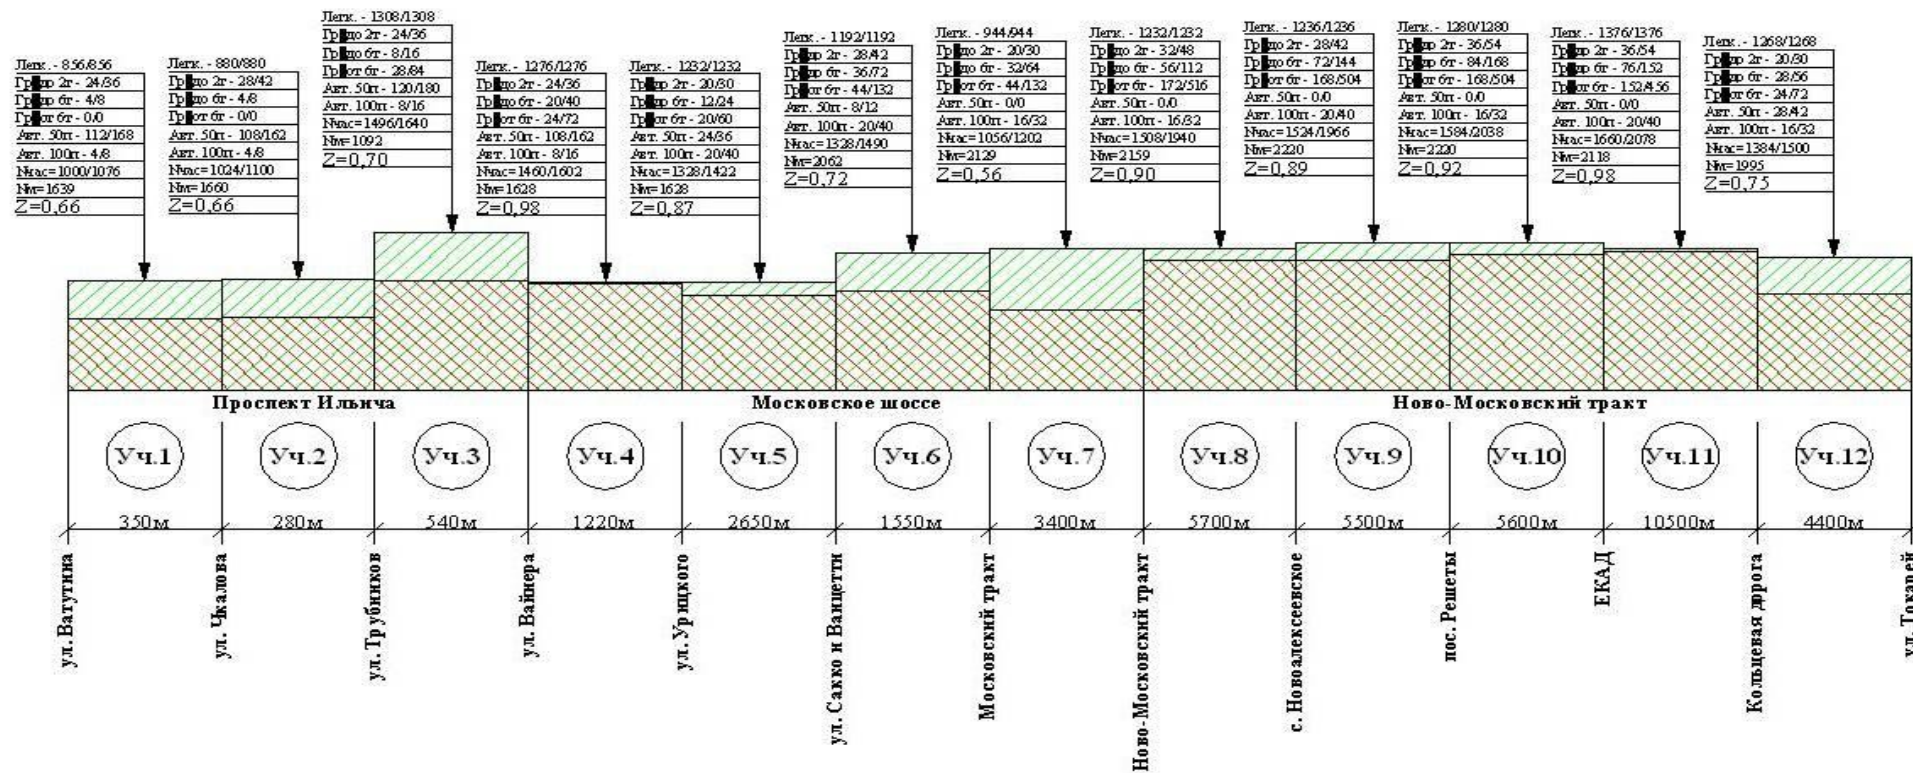 Легк. - 856/856
Гр█до 2т - 24/36
Гр█до 6т - 4/8
Гр█от 6т - 0/0
Авт. 50п - 112/168
Авт. 100п - 4/8
Nчас=1000/1076
Nм=1639
Z=0,66
Легк. - 880/880
Гр█до 2т - 28/42
Гр█до 6т - 4/8
Гр█от 6т - 0/0
Авт. 50п - 108/162
Авт. 100п - 4/8
Nчас=1024/1100
Nм=1660
Z=0,66
Легк. - 1308/1308
Гр█до 2т - 24/36
Гр█до 6т - 8/16
Гр█от 6т - 28/84
Авт. 50п - 120/180
Авт. 100п - 8/16
Nчас=1496/1640
Nм=1092
Z=0,70
Легк. - 1276/1276
Гр█до 2т - 24/36
Гр█до 6т - 20/40
Гр█от 6т - 24/72
Авт. 50п - 108/162
Авт. 100п - 8/16
Nчас=1460/1602
Nм=1628
Z=0,98
Легк. - 1232/1232
Гр█до 2т - 20/30
Гр█до 6т - 12/24
Гр█от 6т - 20/60
Авт. 50п - 24/36
Авт. 100п - 20/40
Nчас=1328/1422
Nм=1628
Z=0,87
Легк. - 1192/1192
Гр█до 2т - 28/42
Гр█до 6т - 36/72
Гр█от 6т - 44/132
Авт. 50п - 8/12
Авт. 100п - 20/40
Nчас=1328/1490
Nм=2062
Z=0,72
Легк. - 944/944
Гр█до 2т - 20/30
Гр█до 6т - 32/64
Гр█от 6т - 44/132
Авт. 50п - 0/0
Авт. 100п - 16/32
Nчас=1056/1202
Nм=2129
Z=0,56
Легк. - 1232/1232
Гр█до 2т - 32/48
Гр█до 6т - 56/112
Гр█от 6т - 172/516
Авт. 50п - 0/0
Авт. 100п - 16/32
Nчас=1508/1940
Nм=2159
Z=0,90
Легк. - 1236/1236
Гр█до 2т - 28/42
Гр█до 6т - 72/144
Гр█от 6т - 168/504
Авт. 50п - 0/0
Авт. 100п - 20/40
Nчас=1524/1966
Nм=2220
Z=0,89
Легк. - 1280/1280
Гр█до 2т - 36/54
Гр█до 6т - 84/168
Гр█от 6т - 168/504
Авт. 50п - 0/0
Авт. 100п - 16/32
Nчас=1584/2038
Nм=2220
Z=0,92
Легк. - 1376/1376
Гр█до 2т - 36/54
Гр█до 6т - 76/152
Гр█от 6т - 152/456
Авт. 50п - 0/0
Авт. 100п - 20/40
Nчас=1660/2078
Nм=2118
Z=0,98
Легк. - 1268/1268
Гр█до 2т - 20/30
Гр█до 6т - 28/56
Гр█от 6т - 24/72
Авт. 50п - 28/42
Авт. 100п - 16/32
Nчас=1384/1500
Nм=1995
Z=0,75
Проспект Ильича
Московское шоссе
Ново-Московский тракт
Уч.1
Уч.2
Уч.3
Уч.4
Уч.5
Уч.6
Уч.7
Уч.8
Уч.9
Уч.10
Уч.11
Уч.12
350м
280м
540м
1220м
2650м
1550м
3400м
5700м
5500м
5600м
10500м
4400м
ул. Ватутина
ул. Чкалова
ул. Трубников
ул. Вайнера
ул. Урицкого
ул. Сакко и Ванцетти
Московский тракт
Ново-Московский тракт
с. Новоалексеевское
пос. Решеты
ЕКАД
Кольцевая дорога
ул. Токарей